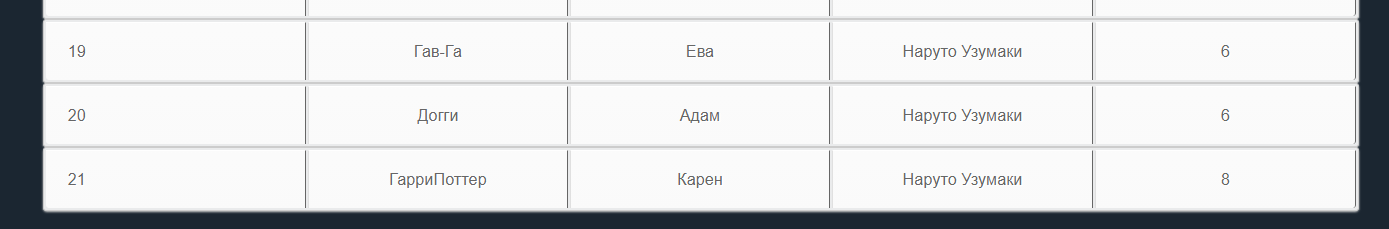 19 Гав-Га Ева Наруто Узумаки 6
20 Догги Адам Наруто Узумаки 6
21 ГарриПоттер Карен Наруто Узумаки 8